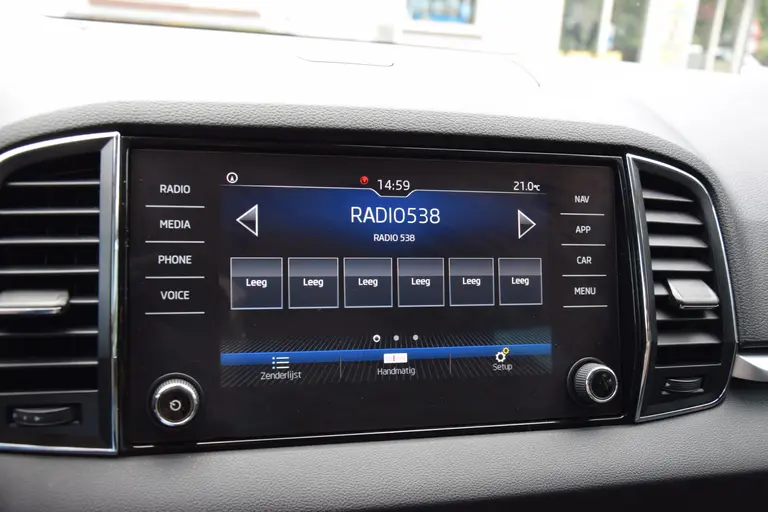 RADIO
MEDIA
PHONE
VOICE
14:59
21.0°C
RADIO538
RADIO 538
Leeg Leeg Leeg Leeg Leeg Leeg
Zenderlijst Handmatig Setup
NAV
APP
CAR
MENU